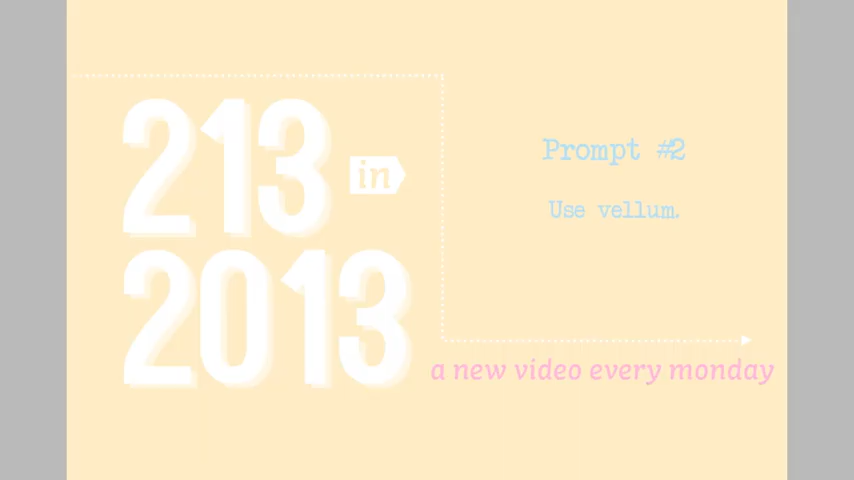 213 in
2013
Prompt #2
Use vellum.
a new video every monday